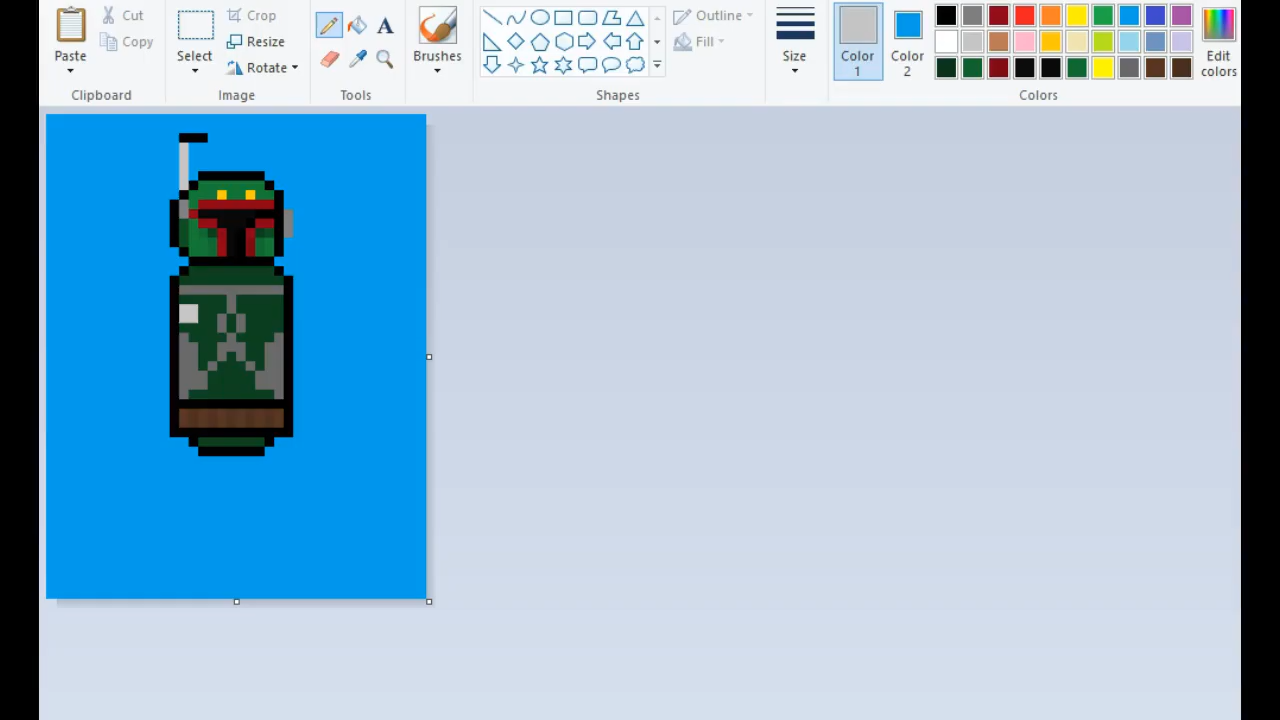 Paste
Cut
Copy
Clipboard
Select
Crop
Resize
Rotate
Image
A
Tools
Brushes
Shapes
Outline
Fill
Size
Color 1
Color 2
Edit colors
Colors